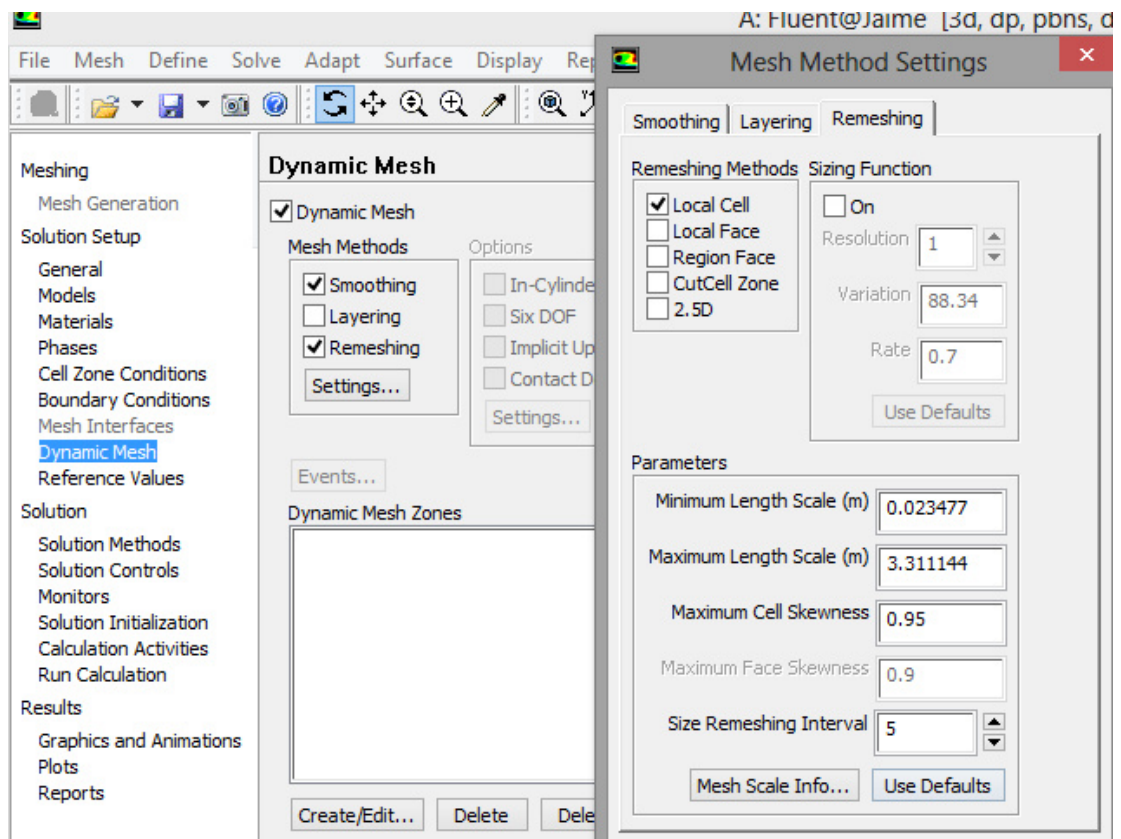 A: Fluent@Jaime [3d, dp, pbns, d
File Mesh Define Solve Adapt Surface Display Rep
Meshing
Mesh Generation
Solution Setup
General
Models
Materials
Phases
Cell Zone Conditions
Boundary Conditions
Mesh Interfaces
Dynamic Mesh
Reference Values
Solution
Solution Methods
Solution Controls
Monitors
Solution Initialization
Calculation Activities
Run Calculation
Results
Graphics and Animations
Plots
Reports
Dynamic Mesh
Dynamic Mesh
Mesh Methods
Smoothing
Layering
Remeshing
Settings...
Options
In-Cylinde
Six DOF
Implicit Up
Contact D
Settings...
Events...
Dynamic Mesh Zones
Create/Edit... Delete Dele
Mesh Method Settings
Smoothing Layering Remeshing
Remeshing Methods
Local Cell
Local Face
Region Face
CutCell Zone
2.5D
Sizing Function
On
Resolution 1
Variation 88.34
Rate 0.7
Use Defaults
Parameters
Minimum Length Scale (m) 0.023477
Maximum Length Scale (m) 3.311144
Maximum Cell Skewness 0.95
Maximum Face Skewness 0.9
Size Remeshing Interval 5
Mesh Scale Info... Use Defaults